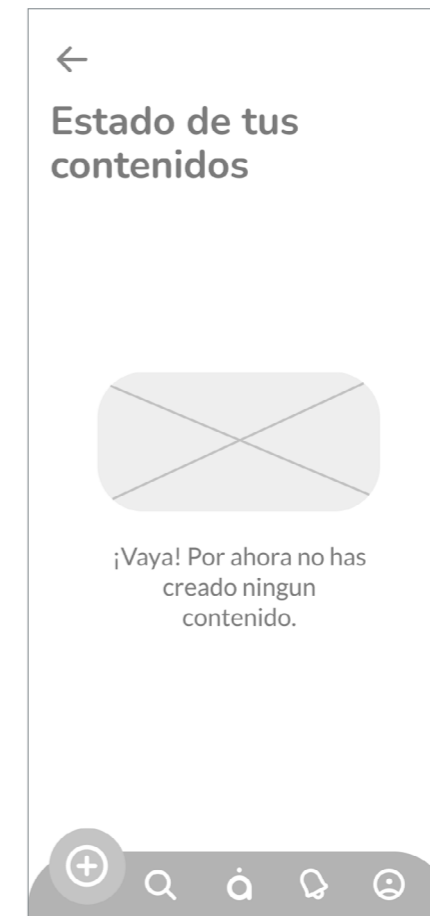 Estado de tus
contenidos
¡Vaya! Por ahora no has
creado ningun
contenido.